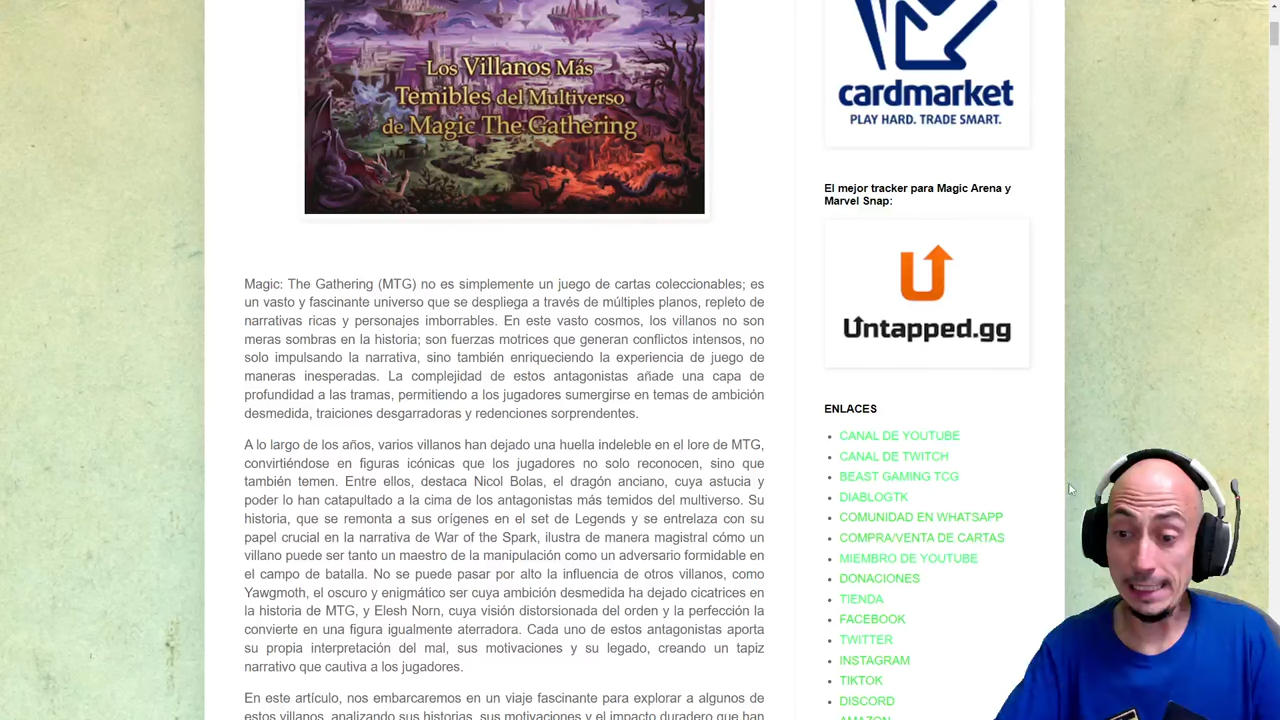 Los Villanos Más
Temibles del Multiverso
de Magic The Gathering
Magic: The Gathering (MTG) no es simplemente un juego de cartas coleccionables; es
un vasto y fascinante universo que se despliega a través de múltiples planos, repleto de
narrativas ricas y personajes imborrables. En este vasto cosmos, los villanos no son
meras sombras en la historia; son fuerzas motrices que generan conflictos intensos, no
solo impulsando la narrativa, sino también enriqueciendo la experiencia de juego de
maneras inesperadas. La complejidad de estos antagonistas añade una capa de
profundidad a las tramas, permitiendo a los jugadores sumergirse en temas de ambición
desmedida, traiciones desgarradoras y redenciones sorprendentes.
A lo largo de los años, varios villanos han dejado una huella indeleble en el lore de MTG,
convirtiéndose en figuras icónicas que los jugadores no solo reconocen, sino que
también temen. Entre ellos, destaca Nicol Bolas, el dragón anciano, cuya astucia y
poder lo han catapultado a la cima de los antagonistas más temidos del multiverso. Su
historia, que se remonta a sus orígenes en el set de Legends y se entrelaza con su
papel crucial en la narrativa de War of the Spark, ilustra de manera magistral cómo un
villano puede ser tanto un maestro de la manipulación como un adversario formidable en
el campo de batalla. No se puede pasar por alto la influencia de otros villanos, como
Yawgmoth, el oscuro y enigmático ser cuya ambición desmedida ha dejado cicatrices en
la historia de MTG, y Elesh Norn, cuya visión distorsionada del orden y la perfección la
convierte en una figura igualmente aterradora. Cada uno de estos antagonistas aporta
su propia interpretación del mal, sus motivaciones y su legado, creando un tapiz
narrativo que cautiva a los jugadores.
En este artículo, nos embarcaremos en un viaje fascinante para explorar a algunos de
estos villanos, analizando sus historias, sus motivaciones y el impacto duradero que han
cardmarket
PLAY HARD. TRADE SMART.
El mejor tracker para Magic Arena y
Marvel Snap:
Untapped.gg
ENLACES
CANAL DE YOUTUBE
CANAL DE TWITCH
BEAST GAMING TCG
DIABLOGTK
COMUNIDAD EN WHATSAPP
COMPRA/VENTA DE CARTAS
MIEMBRO DE YOUTUBE
DONACIONES
TIENDA
FACEBOOK
TWITTER
INSTAGRAM
TIKTOK
DISCORD
AMAZON